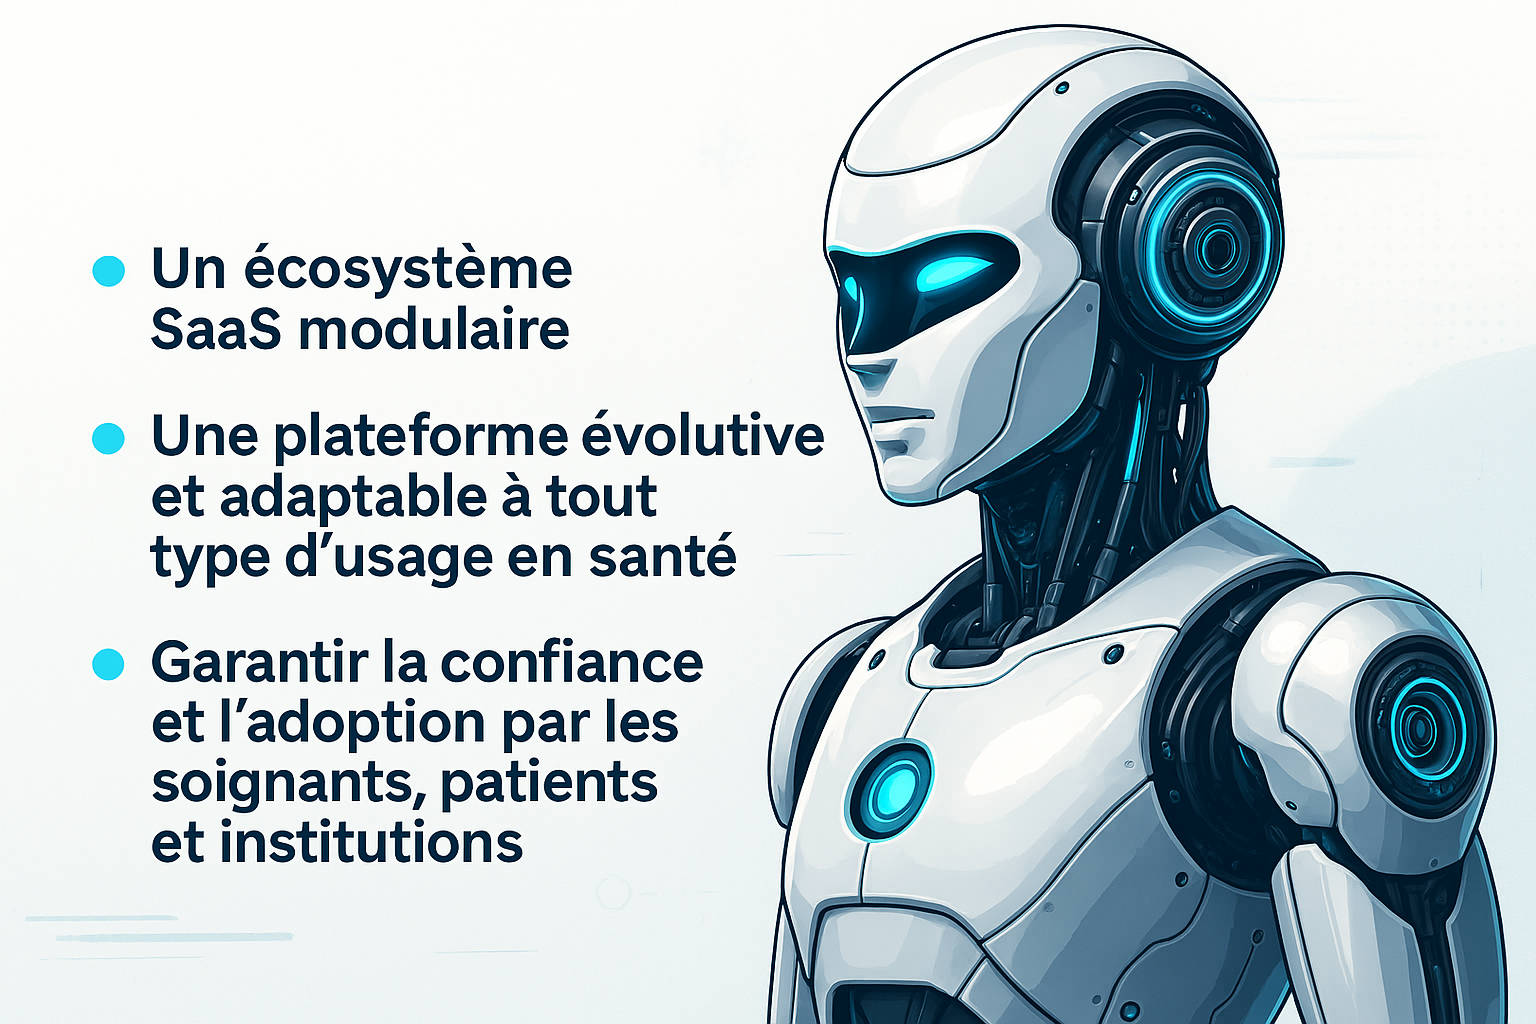 Un écosystème
SaaS modulaire
Une plateforme évolutive
et adaptable à tout
type d’usage en santé
Garantir la confiance
et l’adoption par les
soignants, patients
et institutions